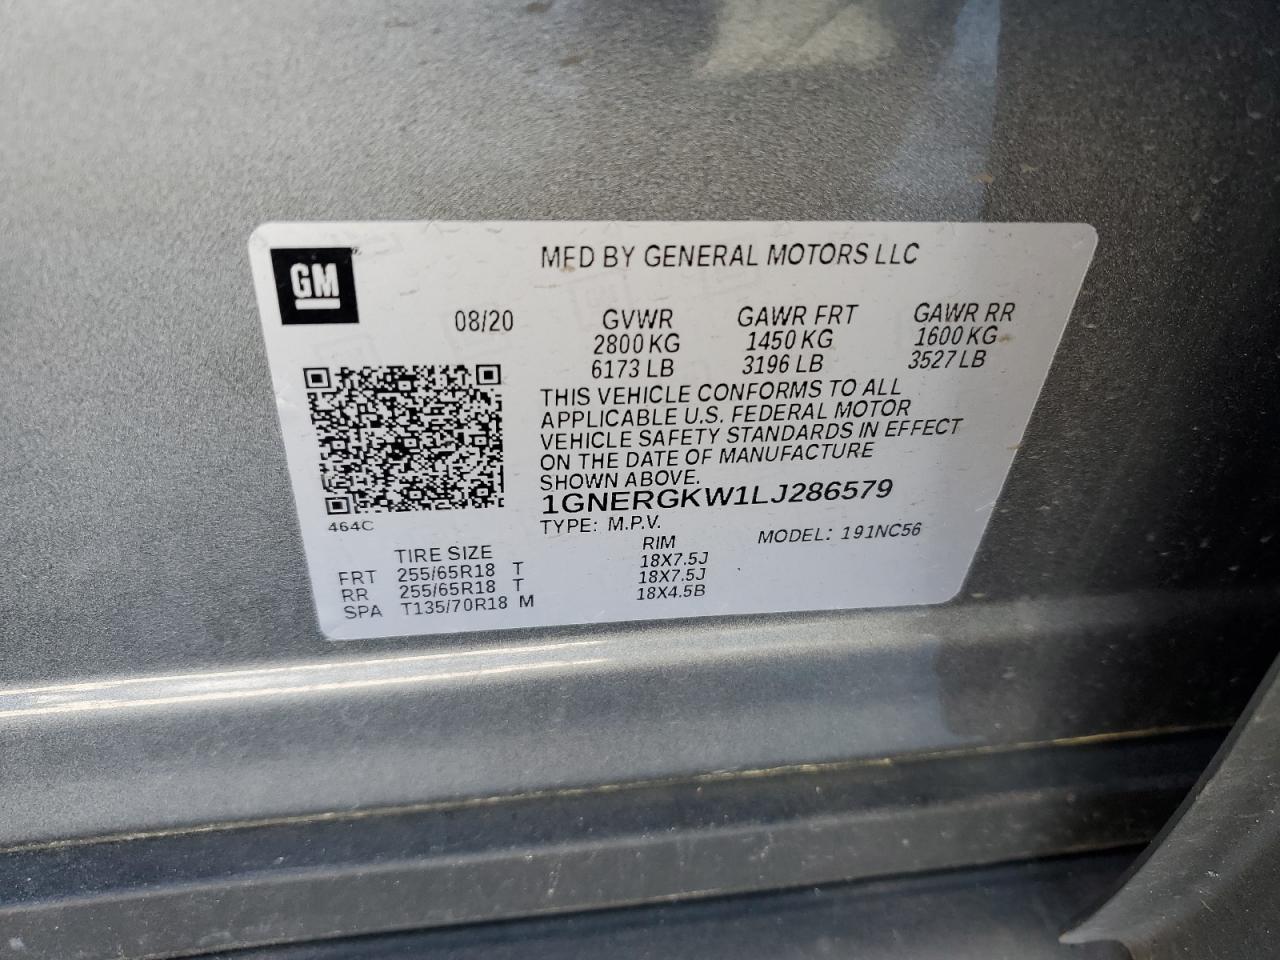 GM
MFD BY GENERAL MOTORS LLC
08/20 GVWR GAWR FRT GAWR RR
2800 KG 1450 KG 1600 KG
6173 LB 3196 LB 3527 LB
THIS VEHICLE CONFORMS TO ALL
APPLICABLE U.S. FEDERAL MOTOR
VEHICLE SAFETY STANDARDS IN EFFECT
ON THE DATE OF MANUFACTURE
SHOWN ABOVE.
1GNERGKW1LJ286579
464C
TYPE: M.P.V. MODEL: 191NC56
TIRE SIZE RIM
FRT 255/65R18 T 18X7.5J
RR 255/65R18 T 18X7.5J
SPA T135/70R18 M 18X4.5B